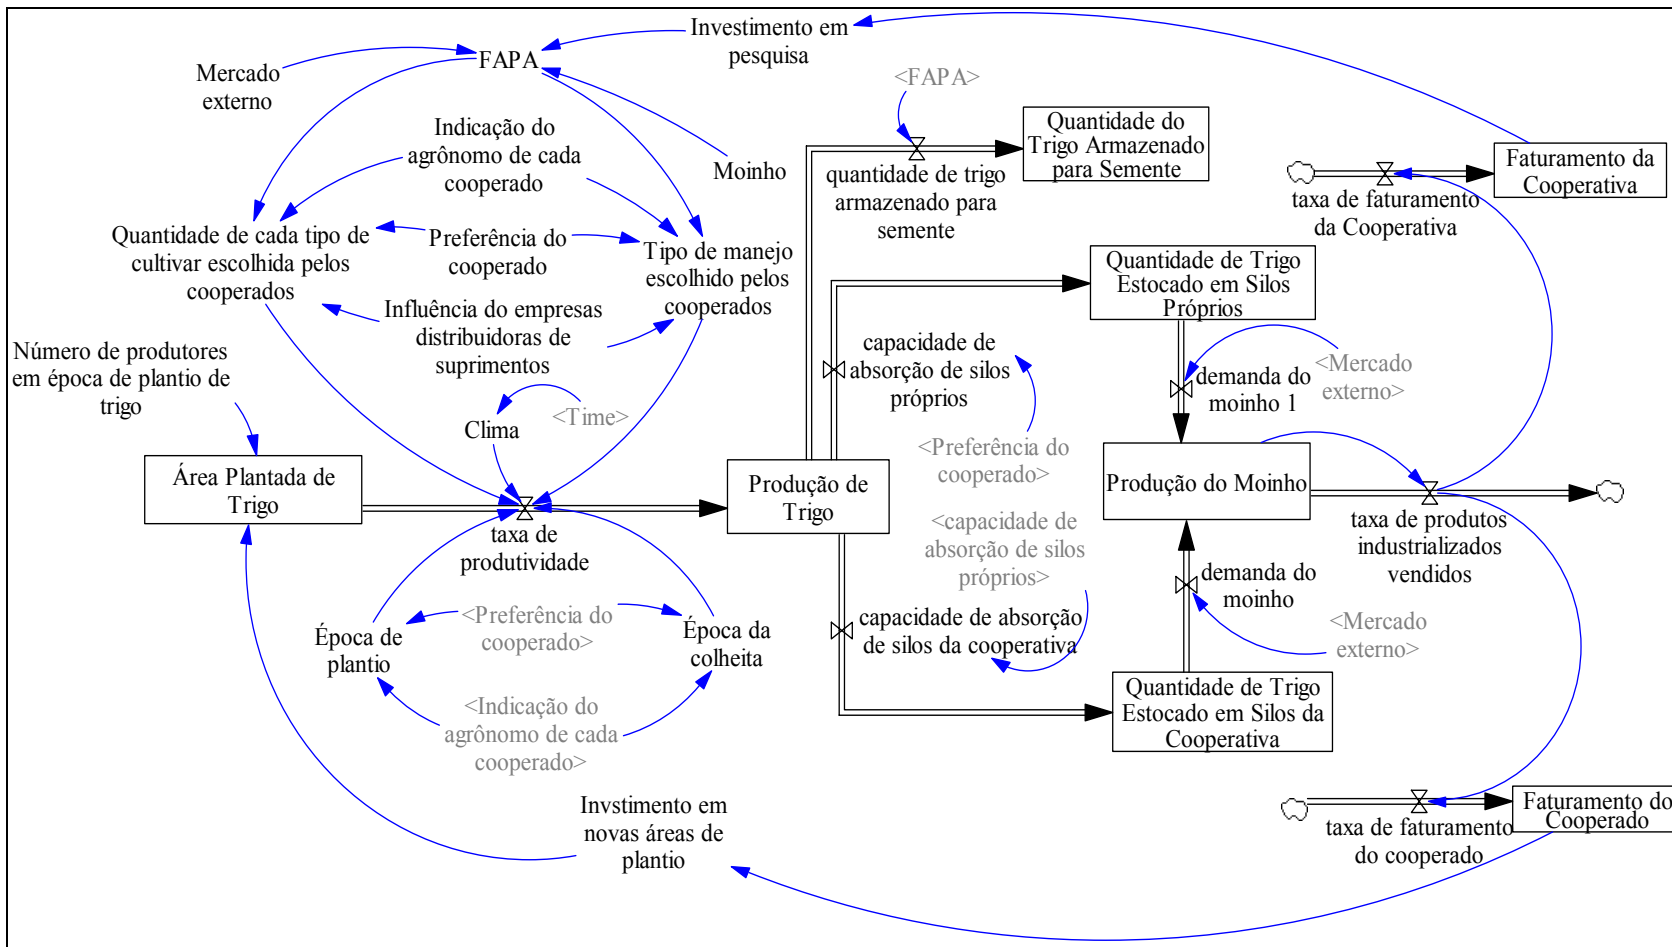 Investimento em
pesquisa
FAPA
Mercado
externo
<FAPA>
Indicação do
agrônomo de cada
cooperado
Moinho
Quantidade do
Trigo Armazenado
para Semente
quantidade de trigo
armazenado para
semente
Faturamento da
Cooperativa
taxa de faturamento
da Cooperativa
Quantidade de cada tipo de
cultivar escolhida pelos
cooperados
Preferência do
cooperado
Tipo de manejo
escolhido pelos
cooperados
Quantidade de Trigo
Estocado em Silos
Próprios
Influência do empresas
distribuidoras de
suprimentos
Número de produtores
em época de plantio de
trigo
capacidade de
absorção de silos
próprios
demanda do
moinho 1
<Mercado
externo>
Clima
<Time>
<Preferência do
cooperado>
Área Plantada de
Trigo
taxa de
produtividade
Produção de
Trigo
Produção do Moinho
taxa de produtos
industrializados
vendidos
<capacidade de
absorção de silos
próprios>
demanda do
moinho
<Preferência do
cooperado>
Época de
plantio
Época da
colheita
capacidade de absorção
de silos da cooperativa
<Mercado
externo>
<Indicação do
agrônomo de cada
cooperado>
Quantidade de Trigo
Estocado em Silos da
Cooperativa
Invstimento em
novas áreas de
plantio
Faturamento do
Cooperado
taxa de faturamento
do cooperado